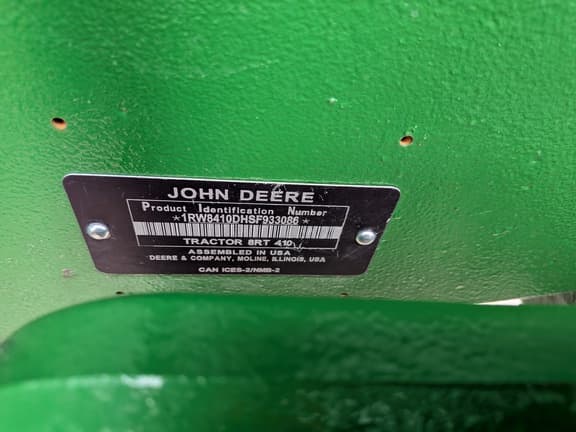 JOHN DEERE
Product Identification Number
*1RW8410DHSF933086*
TRACTOR 8RT 410
ASSEMBLED IN USA
DEERE & COMPANY, MOLINE, ILLINOIS, USA
CAN ICES-2/NMB-2